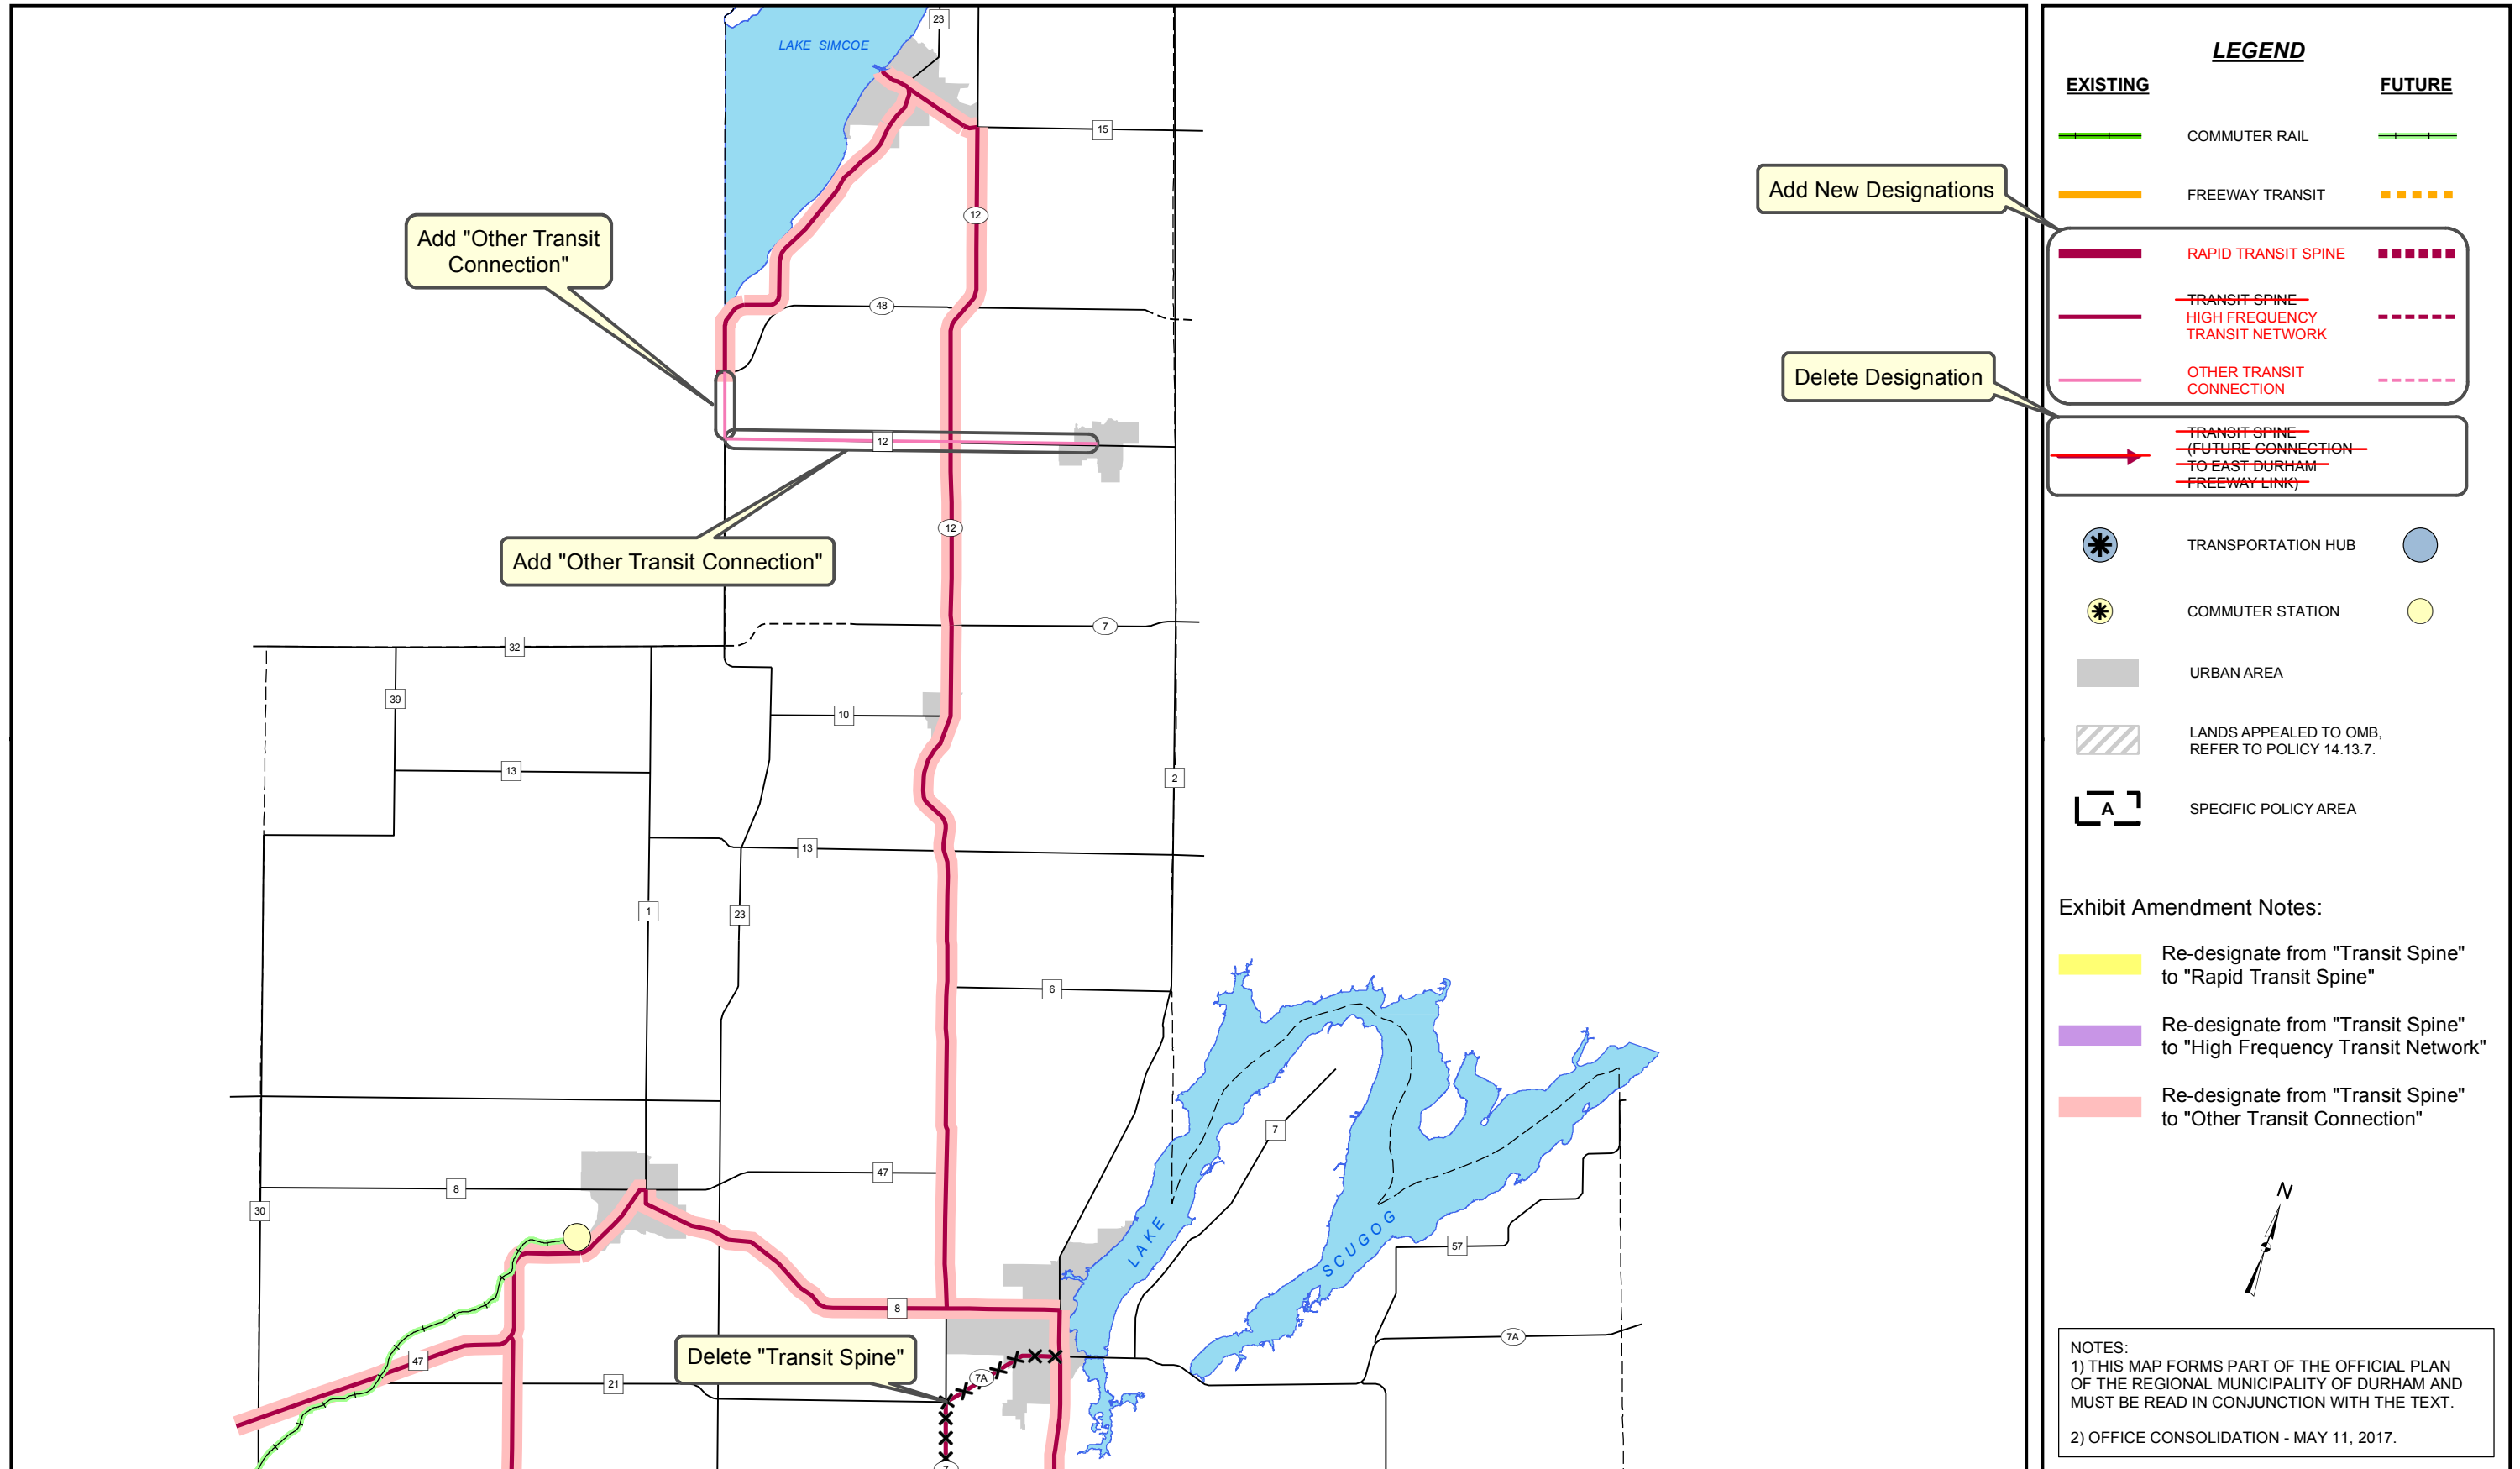 23
LAKE SIMCOE
15
12
Add "Other Transit
Connection"
48
12
12
Add "Other Transit Connection"
7
32
39
10
13
2
13
1
23
6
7
47
8
30
LAKE
SCUGOG
57
8
7A
Delete "Transit Spine"
47
7A
21
7
LEGEND
EXISTING
FUTURE
COMMUTER RAIL
Add New Designations
FREEWAY TRANSIT
RAPID TRANSIT SPINE
TRANSIT SPINE
HIGH FREQUENCY
TRANSIT NETWORK
Delete Designation
OTHER TRANSIT
CONNECTION
TRANSIT SPINE
(FUTURE CONNECTION
TO EAST DURHAM
FREEWAY LINK)
TRANSPORTATION HUB
COMMUTER STATION
URBAN AREA
LANDS APPEALED TO OMB,
REFER TO POLICY 14.13.7.
A
SPECIFIC POLICY AREA
Exhibit Amendment Notes:
Re-designate from "Transit Spine"
to "Rapid Transit Spine"
Re-designate from "Transit Spine"
to "High Frequency Transit Network"
Re-designate from "Transit Spine"
to "Other Transit Connection"
N
NOTES:
1) THIS MAP FORMS PART OF THE OFFICIAL PLAN
OF THE REGIONAL MUNICIPALITY OF DURHAM AND
MUST BE READ IN CONJUNCTION WITH THE TEXT.
2) OFFICE CONSOLIDATION - MAY 11, 2017.